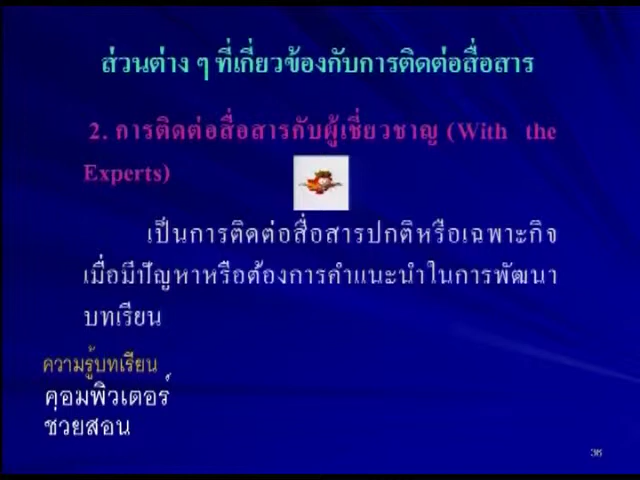 ส่วนต่าง ๆ ที่เกี่ยวข้องกับการติดต่อสื่อสาร
2. การติดต่อสื่อสารกับผู้เชี่ยวชาญ (With the
Experts)
เป็นการติดต่อสื่อสารปกติหรือเฉพาะกิจ
เมื่อมีปัญหาหรือต้องการคำแนะนำในการพัฒนา
บทเรียน
ความรู้บทเรียน
คอมพิวเตอร์
ช่วยสอน